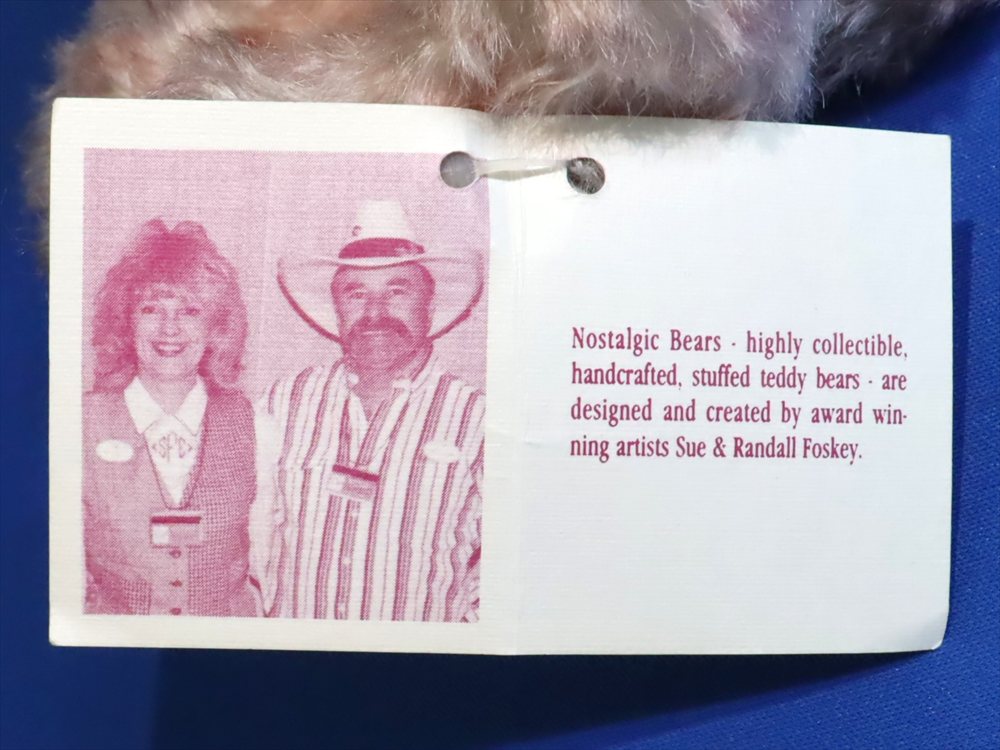 Nostalgic Bears - highly collectible,
handcrafted, stuffed teddy bears - are
designed and created by award win-
ning artists Sue & Randall Foskey.